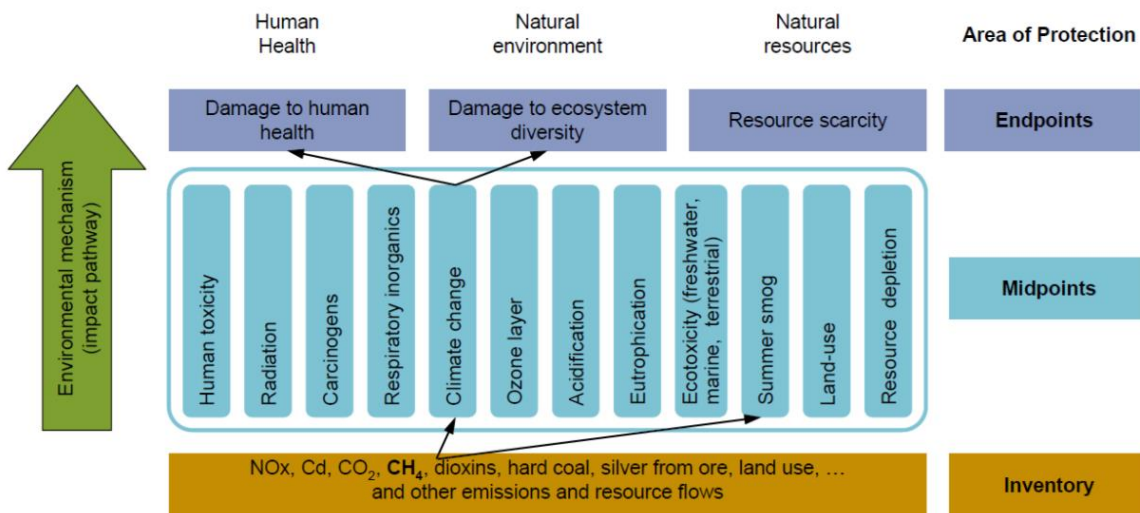 Human
Health
Natural
environment
Natural
resources
Area of Protection
Damage to human
health
Damage to ecosystem
diversity
Resource scarcity
Endpoints
Environmental mechanism
(impact pathway)
Human toxicity
Radiation
Carcinogens
Respiratory inorganics
Climate change
Ozone layer
Acidification
Eutrophication
Ecotoxicity (freshwater,
marine, terrestrial)
Summer smog
Land-use
Resource depletion
Midpoints
NOx, Cd, CO₂, CH₄, dioxins, hard coal, silver from ore, land use, …
and other emissions and resource flows
Inventory